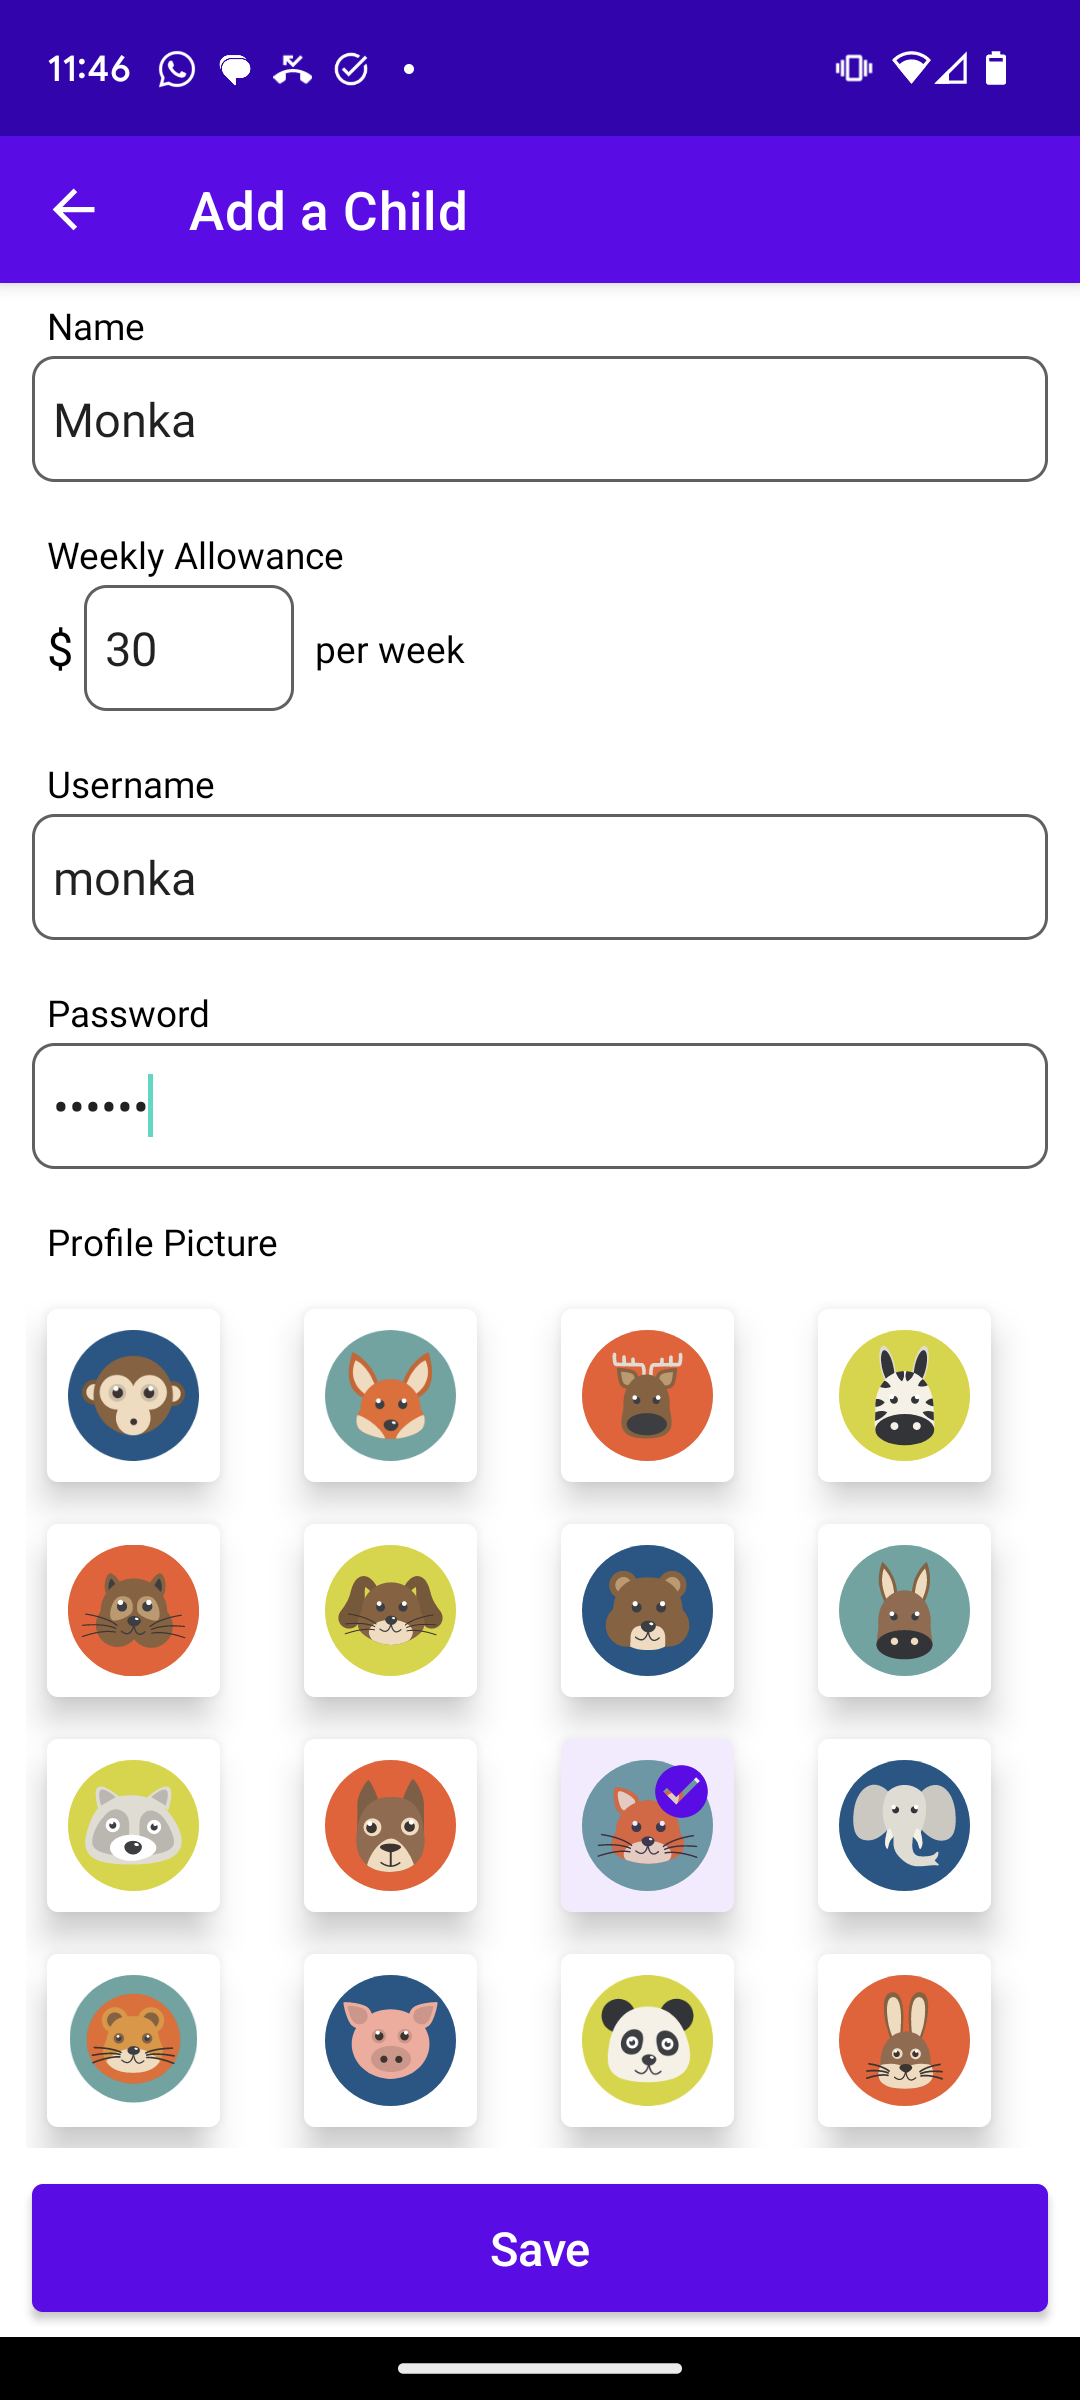 11:46
Add a Child
Name
Monka
Weekly Allowance
$ 30 per week
Username
monka
Password
••••••
Profile Picture
Save